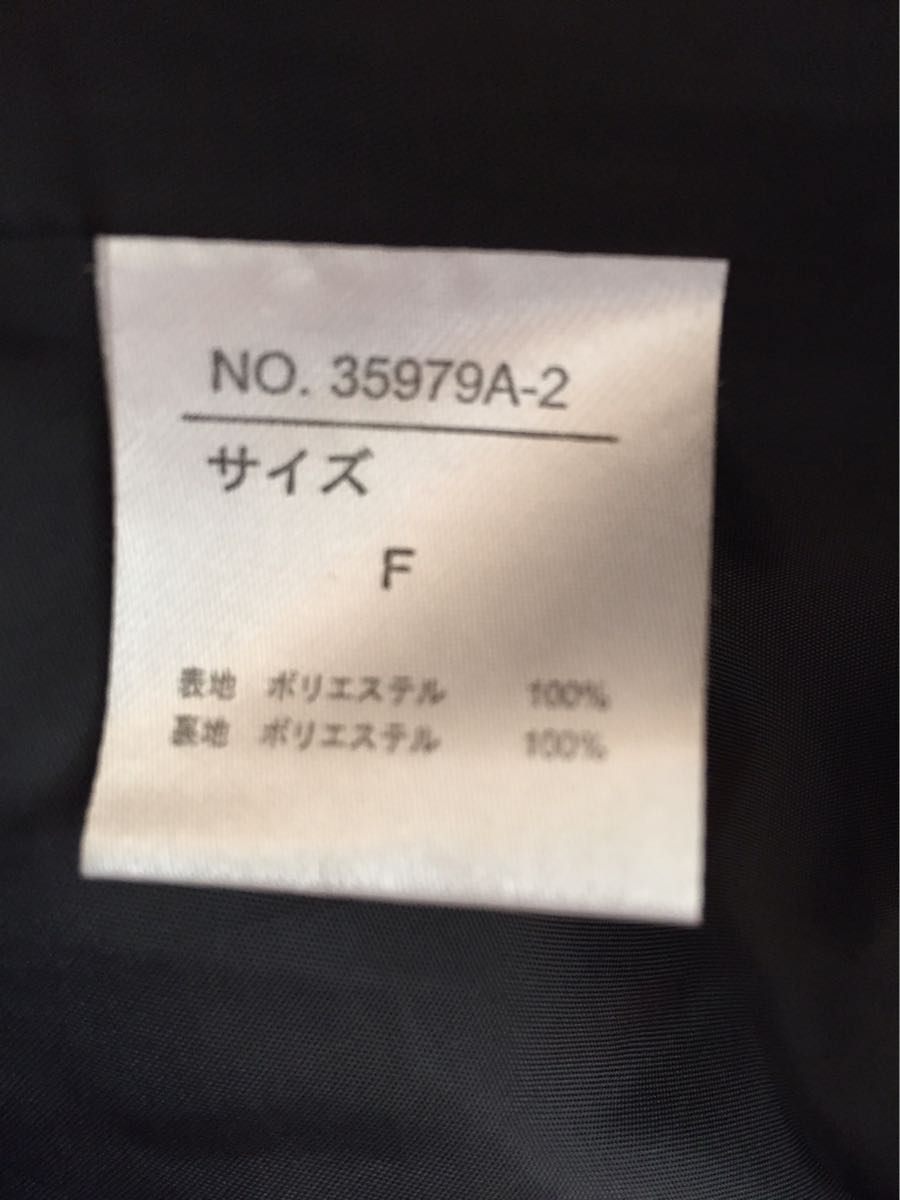 NO. 35979A-2
サイズ
F
表地 ポリエステル 100%
裏地 ポリエステル 100%